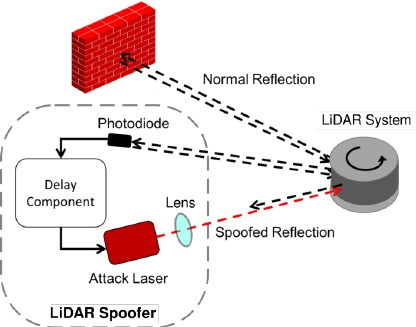 Normal Reflection
LiDAR System
Photodiode
Delay
Component
Lens
Spoofed Reflection
Attack Laser
LiDAR Spoofer